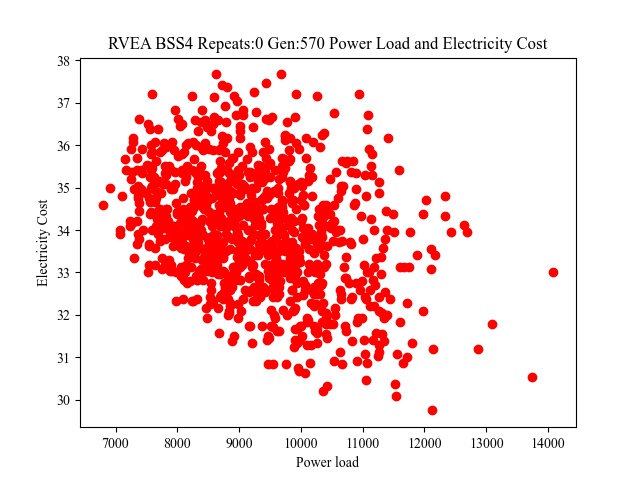 RVEA BSS4 Repeats:0 Gen:570 Power Load and Electricity Cost
38
37
36
35
34
33
32
31
30
Electricity Cost
7000 8000 9000 10000 11000 12000 13000 14000
Power load